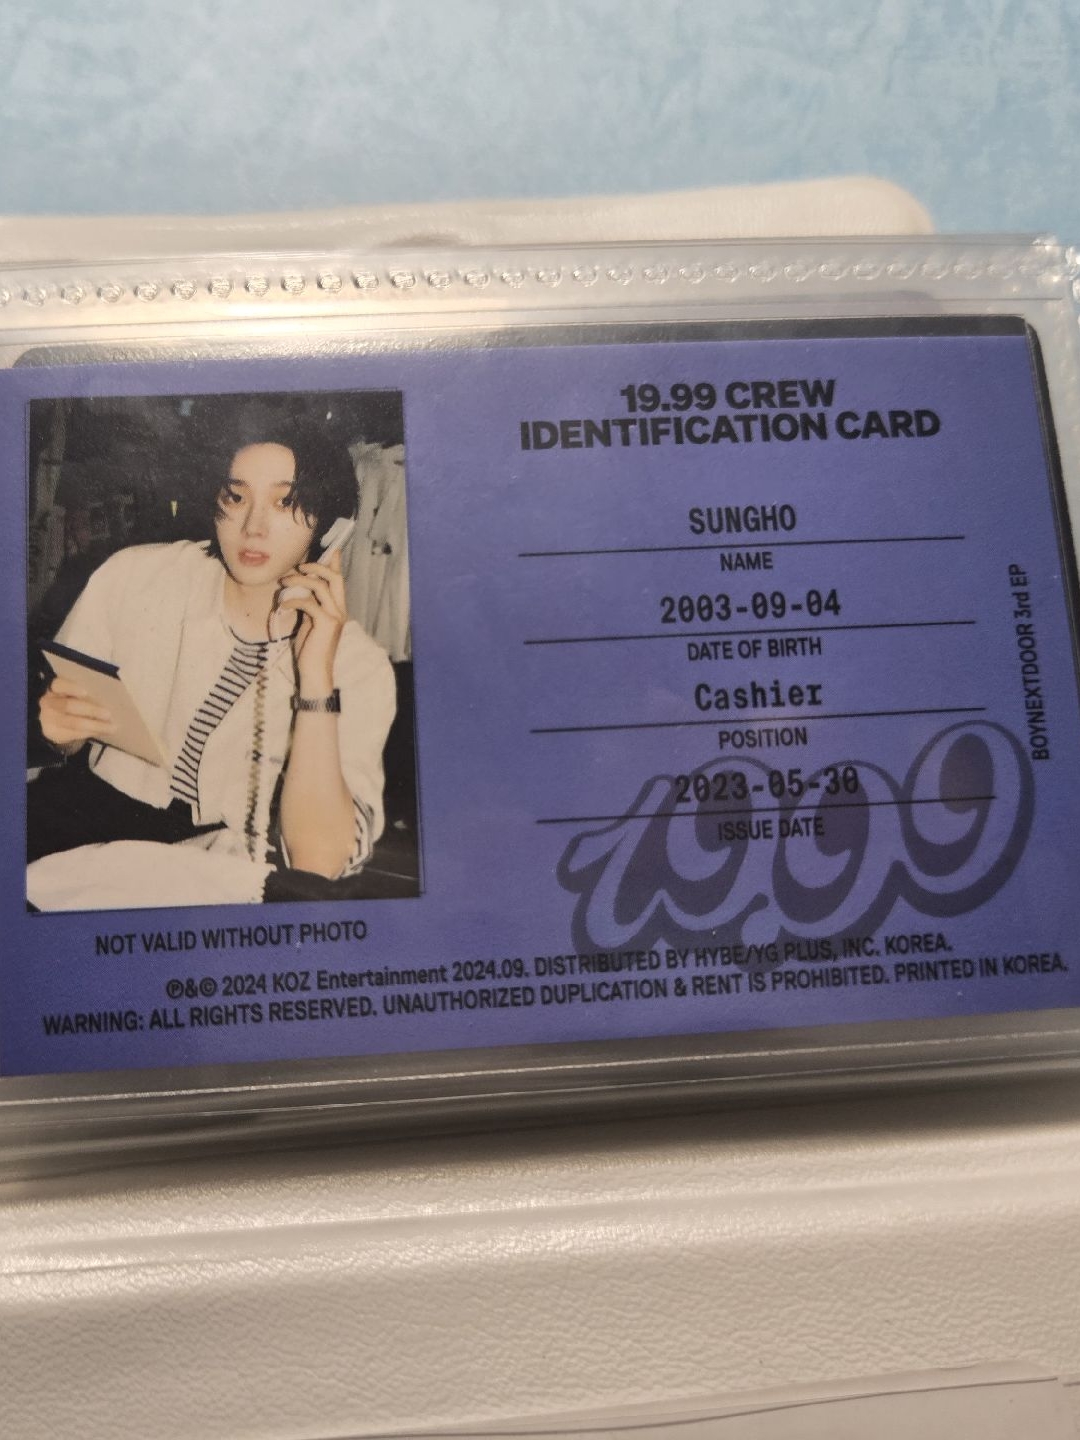 19.99 CREW
IDENTIFICATION CARD
SUNGHO
NAME
2003-09-04
DATE OF BIRTH
Cashier
POSITION
2023-05-30
ISSUE DATE
19.99
BOYNEXTDOOR 3rd EP
NOT VALID WITHOUT PHOTO
℗&© 2024 KOZ Entertainment 2024.09. DISTRIBUTED BY HYBE/YG PLUS, INC. KOREA.
WARNING: ALL RIGHTS RESERVED. UNAUTHORIZED DUPLICATION & RENT IS PROHIBITED. PRINTED IN KOREA.